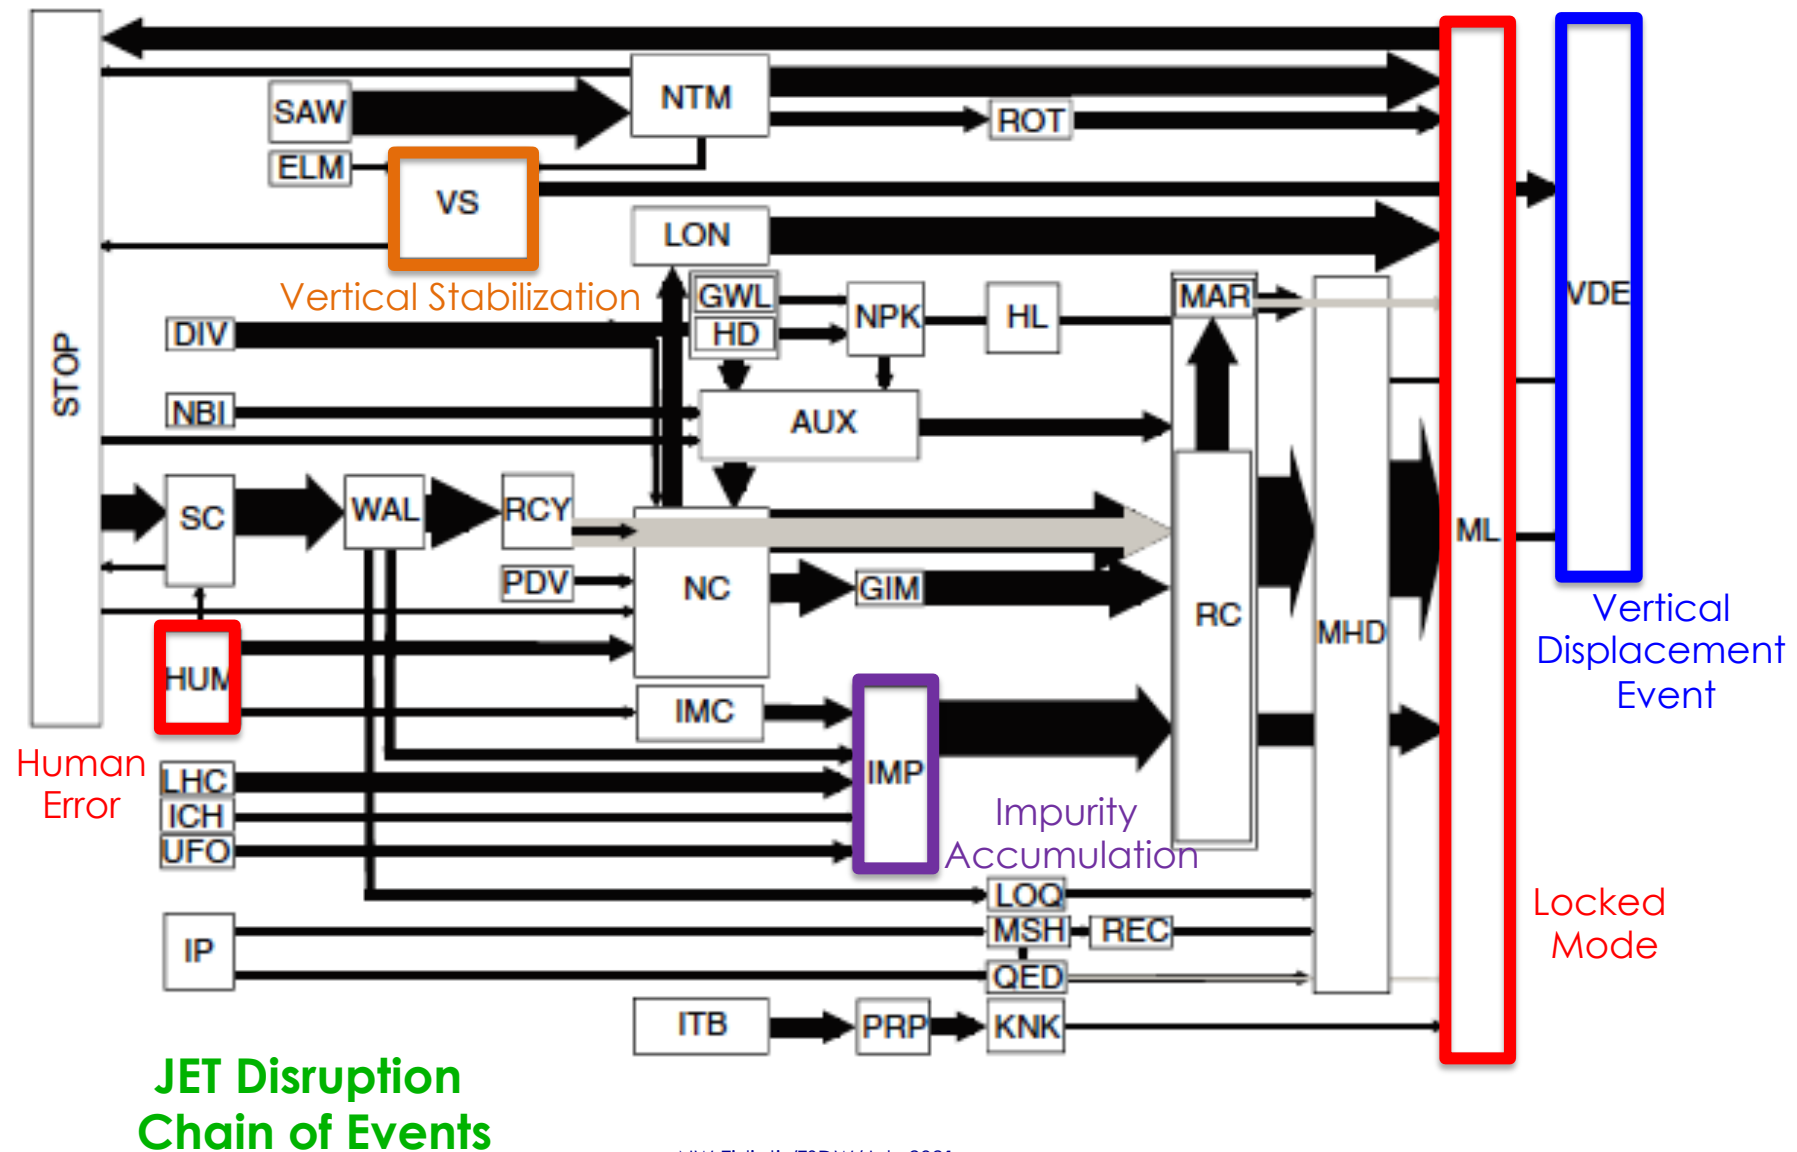 STOP
SAW
NTM
ROT
ELM
VS
LON
Vertical Stabilization
GWL
HD
NPK
HL
MAR
VDE
DIV
NBI
AUX
SC
WAL
RCY
PDV
NC
GIM
RC
MHD
ML
HUM
IMC
IMP
Human
Error
LHC
ICH
UFO
Impurity
Accumulation
Vertical
Displacement
Event
LOQ
MSH
REC
IP
QED
Locked
Mode
ITB
PRP
KNK
JET Disruption
Chain of Events